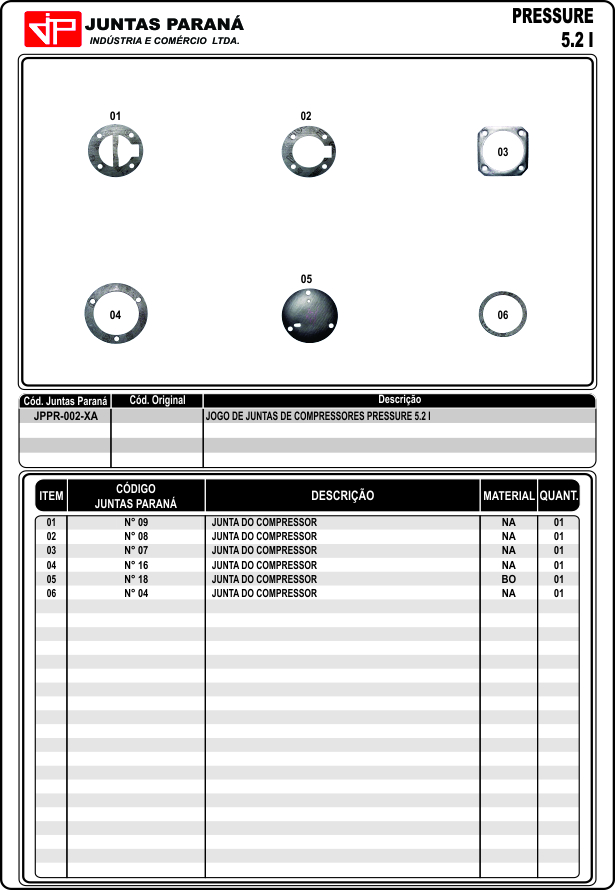 JP JUNTAS PARANÁ
INDÚSTRIA E COMÉRCIO LTDA.
PRESSURE
5.2 I
01
02
03
04
05
06
Cód. Juntas Paraná Cód. Original Descrição
JPPR-002-XA JOGO DE JUNTAS DE COMPRESSORES PRESSURE 5.2 I
ITEM CÓDIGO JUNTAS PARANÁ DESCRIÇÃO MATERIAL QUANT.
01 N° 09 JUNTA DO COMPRESSOR NA 01
02 N° 08 JUNTA DO COMPRESSOR NA 01
03 N° 07 JUNTA DO COMPRESSOR NA 01
04 N° 16 JUNTA DO COMPRESSOR NA 01
05 N° 18 JUNTA DO COMPRESSOR BO 01
06 N° 04 JUNTA DO COMPRESSOR NA 01